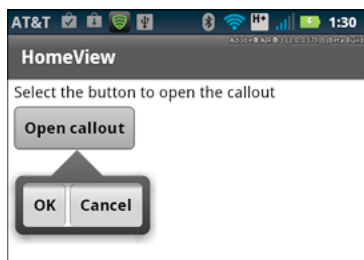 AT&T H+ 1:30
HomeView
Select the button to open the callout
Open callout
OK Cancel